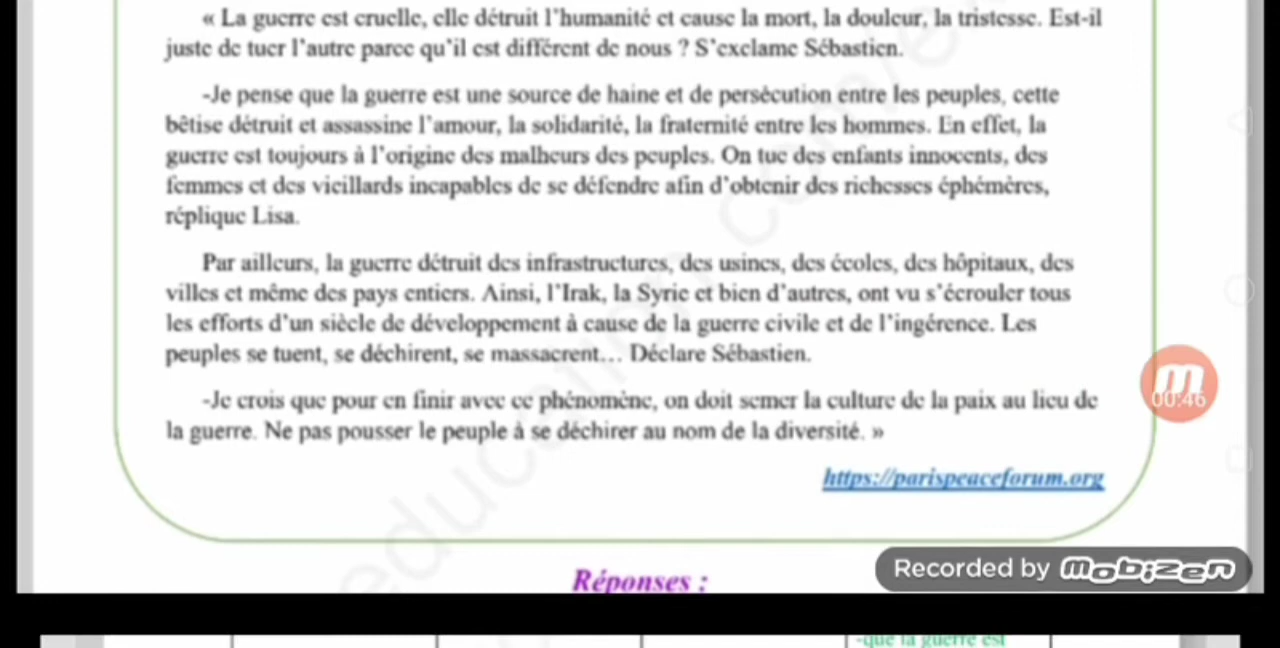 « La guerre est cruelle, elle détruit l'humanité et cause la mort, la douleur, la tristesse. Est-il
juste de tuer l'autre parce qu'il est différent de nous ? S'exclame Sébastien.
-Je pense que la guerre est une source de haine et de persécution entre les peuples, cette
bêtise détruit et assassine l'amour, la solidarité, la fraternité entre les hommes. En effet, la
guerre est toujours à l'origine des malheurs des peuples. On tue des enfants innocents, des
femmes et des vieillards incapables de se défendre afin d'obtenir des richesses éphémères,
réplique Lisa.
Par ailleurs, la guerre détruit des infrastructures, des usines, des écoles, des hôpitaux, des
villes et même des pays entiers. Ainsi, l'Irak, la Syrie et bien d'autres, ont vu s'écrouler tous
les efforts d'un siècle de développement à cause de la guerre civile et de l'ingérence. Les
peuples se tuent, se déchirent, se massacrent… Déclare Sébastien.
-Je crois que pour en finir avec ce phénomène, on doit semer la culture de la paix au lieu de
la guerre. Ne pas pousser le peuple à se déchirer au nom de la diversité. »
https://parispeaceforum.org
00:46
Réponses :
Recorded by mobizen
-que la guerre est